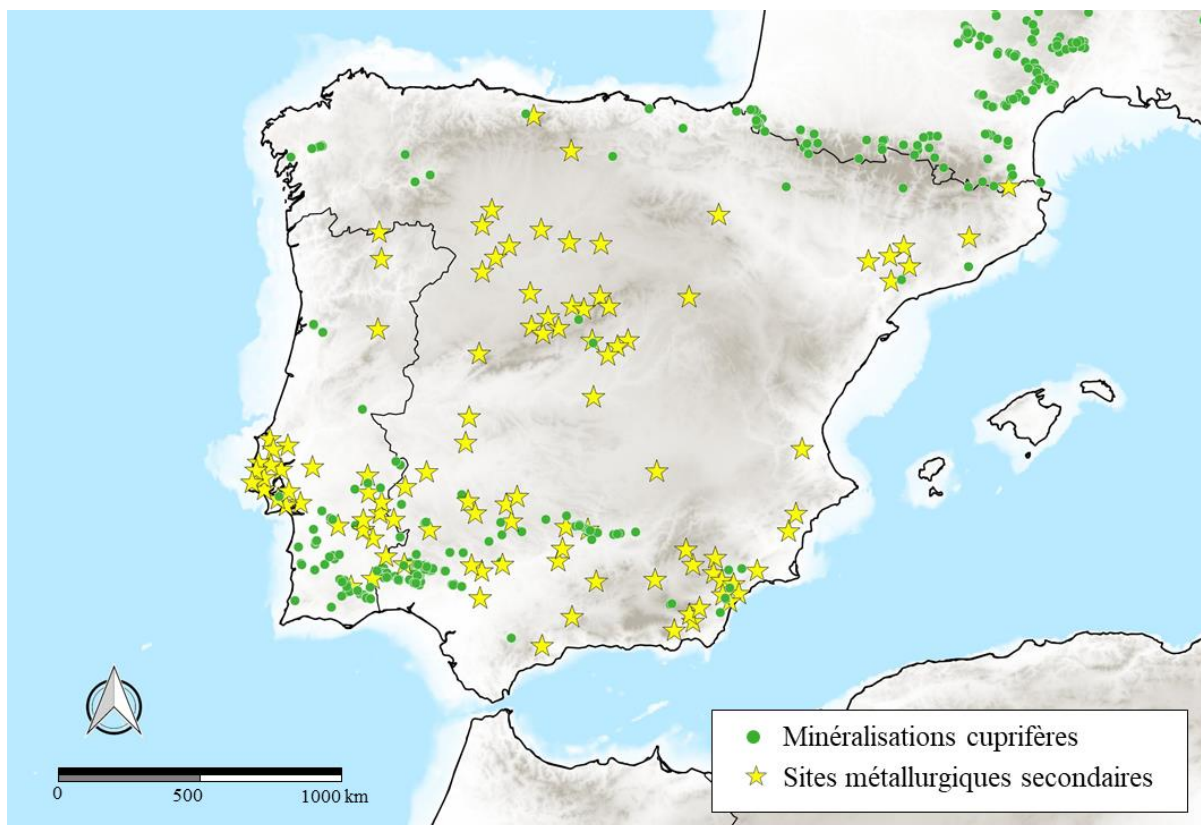 Minéralisations cuprifères
Sites métallurgiques secondaires
0 500 1000 km